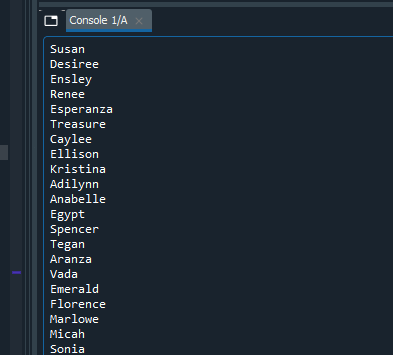 Console 1/A
Susan
Desiree
Ensley
Renee
Esperanza
Treasure
Caylee
Ellison
Kristina
Adilynn
Anabelle
Egypt
Spencer
Tegan
Aranza
Vada
Emerald
Florence
Marlowe
Micah
Sonia